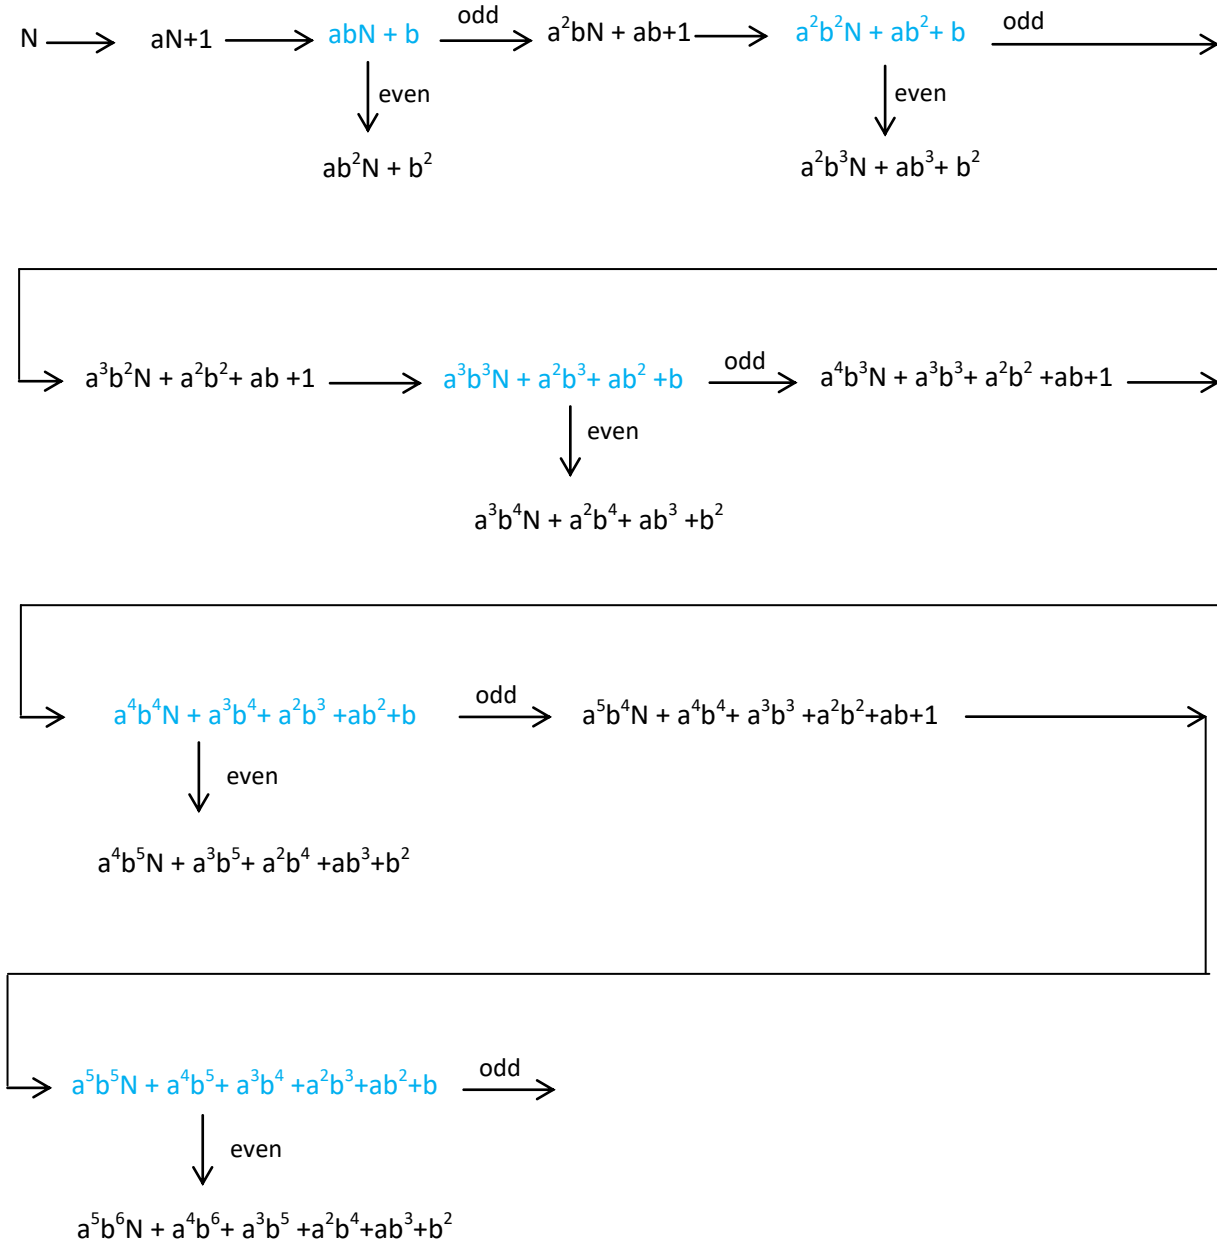 N aN+1 abN + b odd a²bN + ab+1 a²b²N + ab²+ b odd
even even
ab²N + b² a²b³N + ab³+ b²
a³b²N + a²b²+ ab +1 a³b³N + a²b³+ ab² +b odd a⁴b³N + a³b³+ a²b² +ab+1
even
a³b⁴N + a²b⁴+ ab³ +b²
a⁴b⁴N + a³b⁴+ a²b³ +ab²+b odd a⁵b⁴N + a⁴b⁴+ a³b³ +a²b²+ab+1
even
a⁴b⁵N + a³b⁵+ a²b⁴ +ab³+b²
a⁵b⁵N + a⁴b⁵+ a³b⁴ +a²b³+ab²+b odd
even
a⁵b⁶N + a⁴b⁶+ a³b⁵ +a²b⁴+ab³+b²